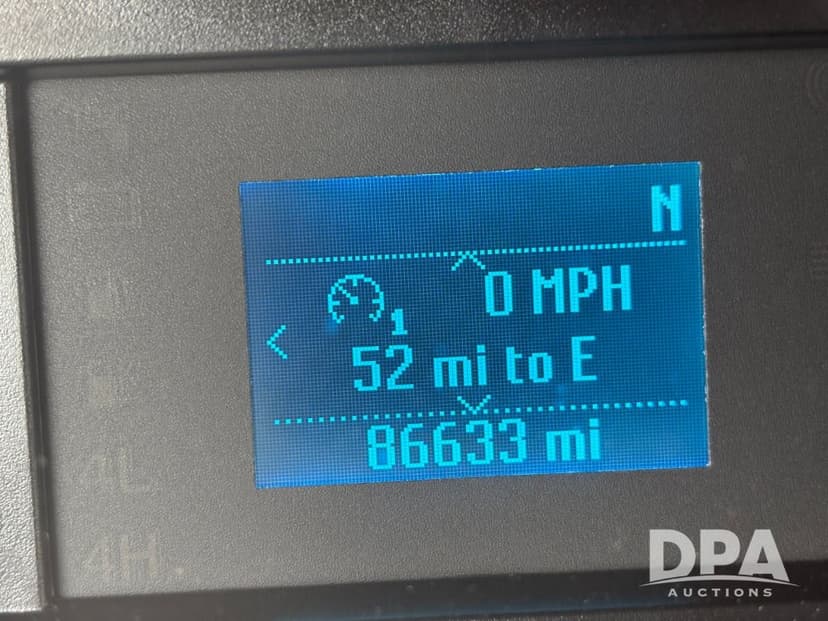 N
0 MPH
1
52 mi to E
86633 mi
4L
4H
DPA
AUCTIONS